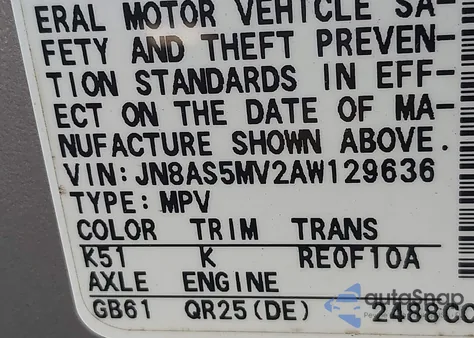 ERAL MOTOR VEHICLE SA-
FETY AND THEFT PREVEN-
TION STANDARDS IN EFF-
ECT ON THE DATE OF MA-
NUFACTURE SHOWN ABOVE.
VIN:JN8AS5MV2AW129636
TYPE:MPV
COLOR TRIM TRANS
K51 K RE0F10A
AXLE ENGINE
GB61 QR25(DE) 2488CC
autoSnap